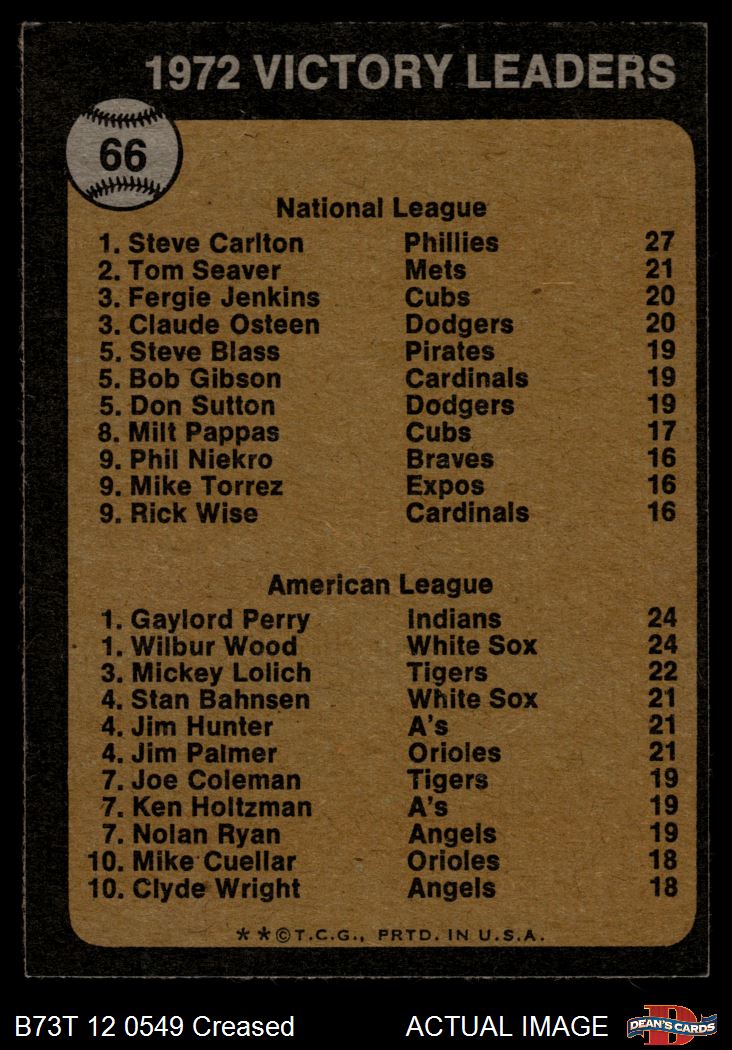 1972 VICTORY LEADERS
66
National League
1. Steve Carlton Phillies 27
2. Tom Seaver Mets 21
3. Fergie Jenkins Cubs 20
3. Claude Osteen Dodgers 20
5. Steve Blass Pirates 19
5. Bob Gibson Cardinals 19
5. Don Sutton Dodgers 19
8. Milt Pappas Cubs 17
9. Phil Niekro Braves 16
9. Mike Torrez Expos 16
9. Rick Wise Cardinals 16
American League
1. Gaylord Perry Indians 24
1. Wilbur Wood White Sox 24
3. Mickey Lolich Tigers 22
4. Stan Bahnsen White Sox 21
4. Jim Hunter A's 21
4. Jim Palmer Orioles 21
7. Joe Coleman Tigers 19
7. Ken Holtzman A's 19
7. Nolan Ryan Angels 19
10. Mike Cuellar Orioles 18
10. Clyde Wright Angels 18
**©T.C.G., PRTD. IN U.S.A.
B73T 12 0549 Creased ACTUAL IMAGE
D
DEAN'S CARDS